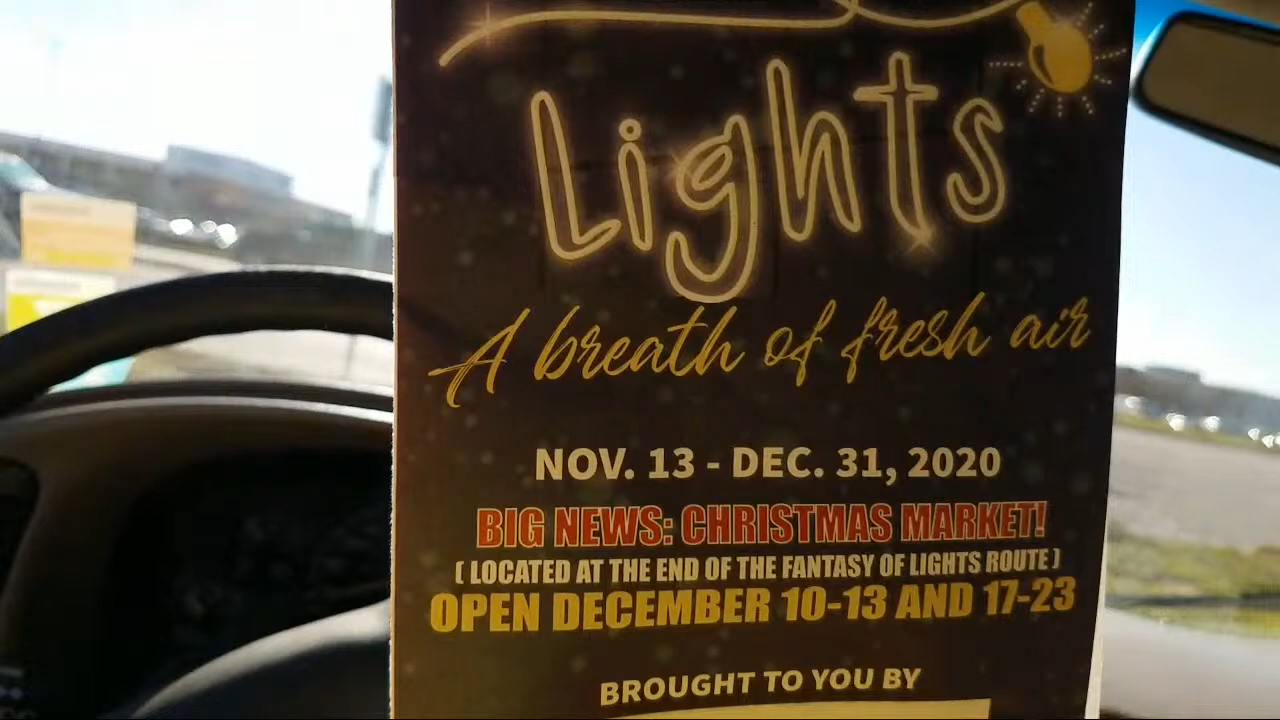 Lights
A breath of fresh air
NOV. 13 - DEC. 31, 2020
BIG NEWS: CHRISTMAS MARKET!
( LOCATED AT THE END OF THE FANTASY OF LIGHTS ROUTE )
OPEN DECEMBER 10-13 AND 17-23
BROUGHT TO YOU BY